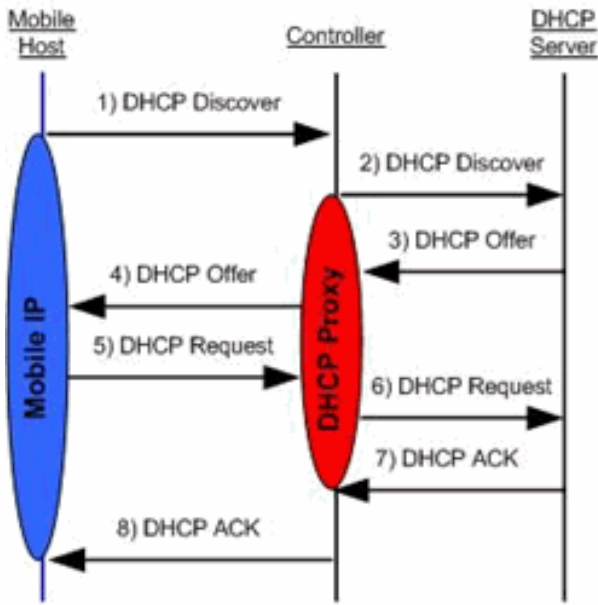 Mobile
Host
Controller
DHCP
Server
1) DHCP Discover
2) DHCP Discover
3) DHCP Offer
4) DHCP Offer
5) DHCP Request
6) DHCP Request
7) DHCP ACK
8) DHCP ACK
Mobile IP
DHCP Proxy